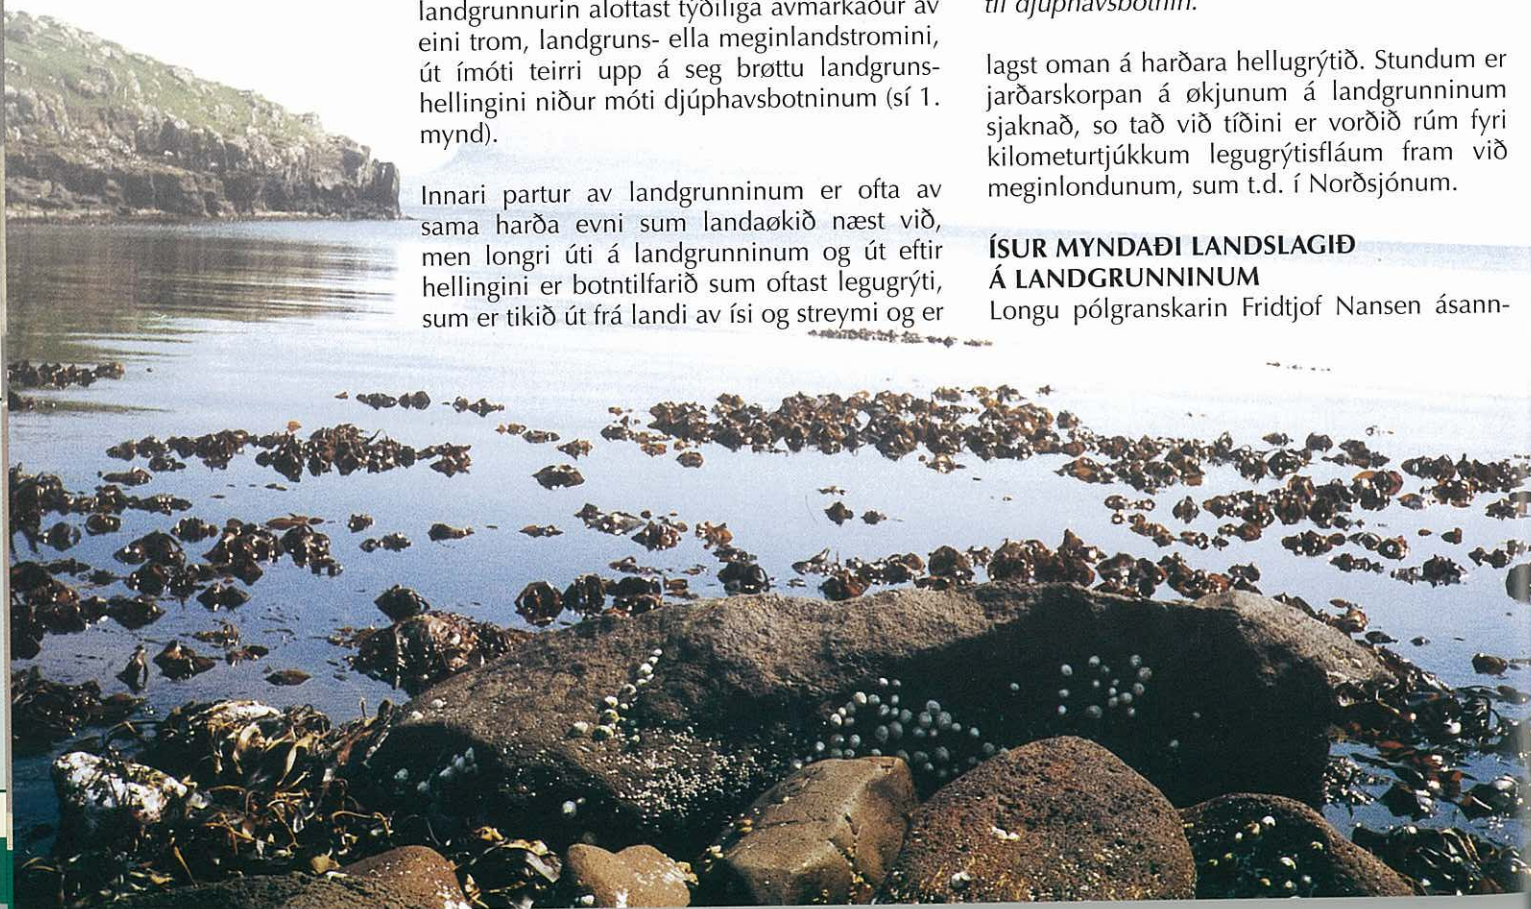 landgrunnurin aloftast týðiliga avmarkaður av
eini trom, landgruns- ella meginlandstromini,
út ímóti teirri upp á seg brøttu landgruns-
hellingini niður móti djúphavsbotninum (sí 1.
mynd).
Innari partur av landgrunninum er ofta av
sama harða evni sum landaøkið næst við,
men longri úti á landgrunninum og út eftir
hellingini er botntilfarið sum oftast legugrýti,
sum er tikið út frá landi av ísi og streymi og er
til djúphavsbotnin.
lagst oman á harðara hellugrýtið. Stundum er
jarðarskorpan á økjunum á landgrunninum
sjaknað, so tað við tíðini er vorðið rúm fyri
kilometurtjúkkum legugrýtisfláum fram við
meginlondunum, sum t.d. í Norðsjónum.
ÍSUR MYNDAÐI LANDSLAGIÐ
Á LANDGRUNNINUM
Longu pólgranskarin Fridtjof Nansen ásann-